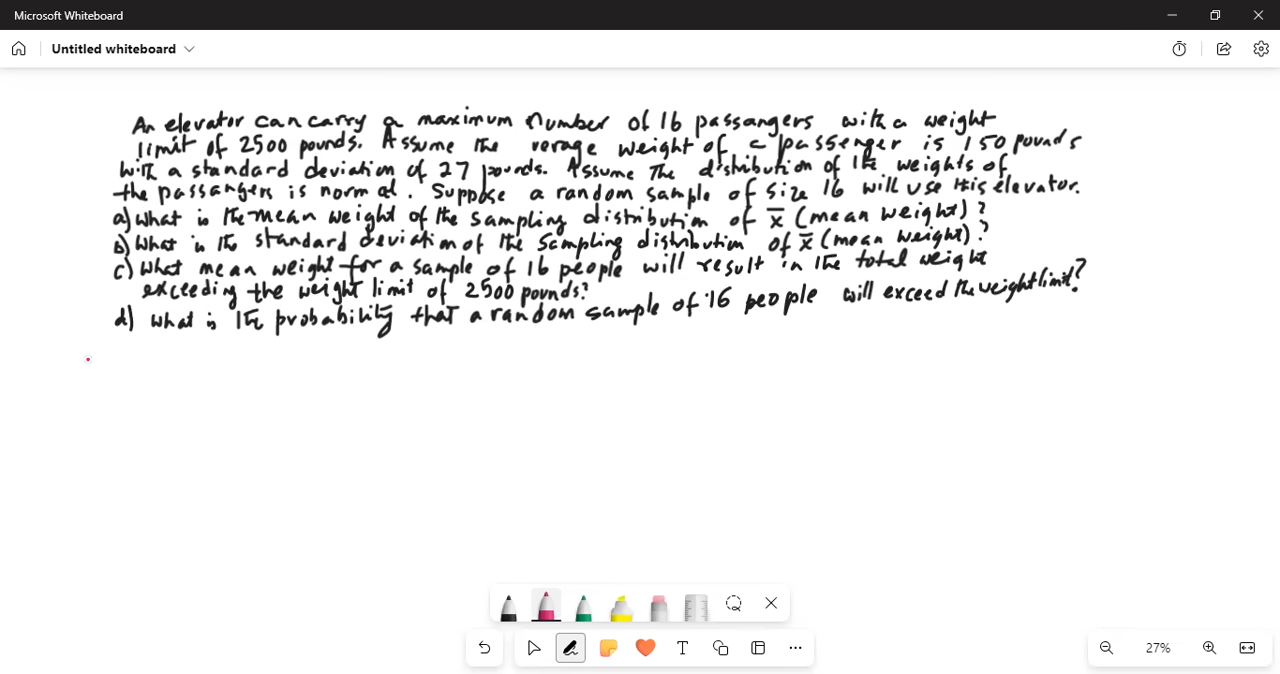 Microsoft Whiteboard
Untitled whiteboard
An elevator can carry a maximum number of 16 passangers with a weight
limit of 2500 pounds. Assume the verage weight of a passenger is 150 pounds
with a standard deviation of 27 pounds. Assume the distribution of the weights of
the passangers is normal. Suppose a random sample of size 16 will use this elevator.
a) What is the mean weight of the sampling distribution of x̅ (mean weight)?
b) What is the standard deviation of the sampling distribution of x̅ (mean weight)?
c) What mean weight for a sample of 16 people will result in the total weight
exceeding the weight limit of 2500 pounds?
d) What is the probability that a random sample of 16 people will exceed the weight limit?
27%